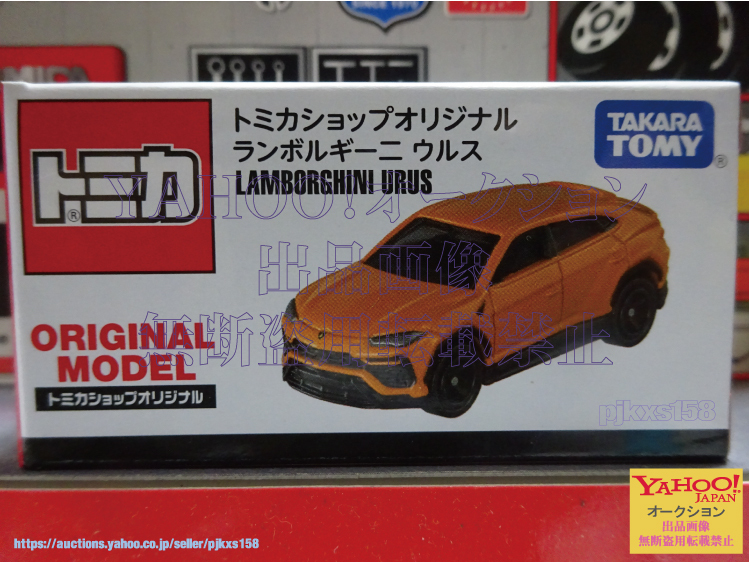 トミカ
®
トミカショップオリジナル
ランボルギーニ ウルス
LAMBORGHINI URUS
TAKARA
TOMY
®
YAHOO!オークション
出品画像
無断盗用転載禁止
ORIGINAL
MODEL
トミカショップオリジナル
pjkxs158
https://auctions.yahoo.co.jp/seller/pjkxs158
YAHOO!
JAPAN
オークション
出品画像
無断盗用転載禁止